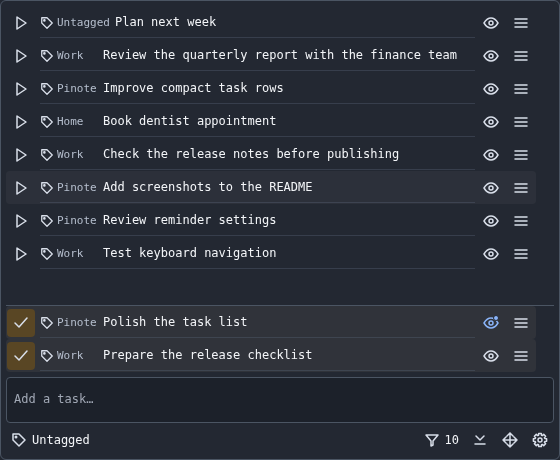 Untagged Plan next week
Work Review the quarterly report with the finance team
Pinote Improve compact task rows
Home Book dentist appointment
Work Check the release notes before publishing
Pinote Add screenshots to the README
Pinote Review reminder settings
Work Test keyboard navigation
Pinote Polish the task list
Work Prepare the release checklist
Add a task…
Untagged 10